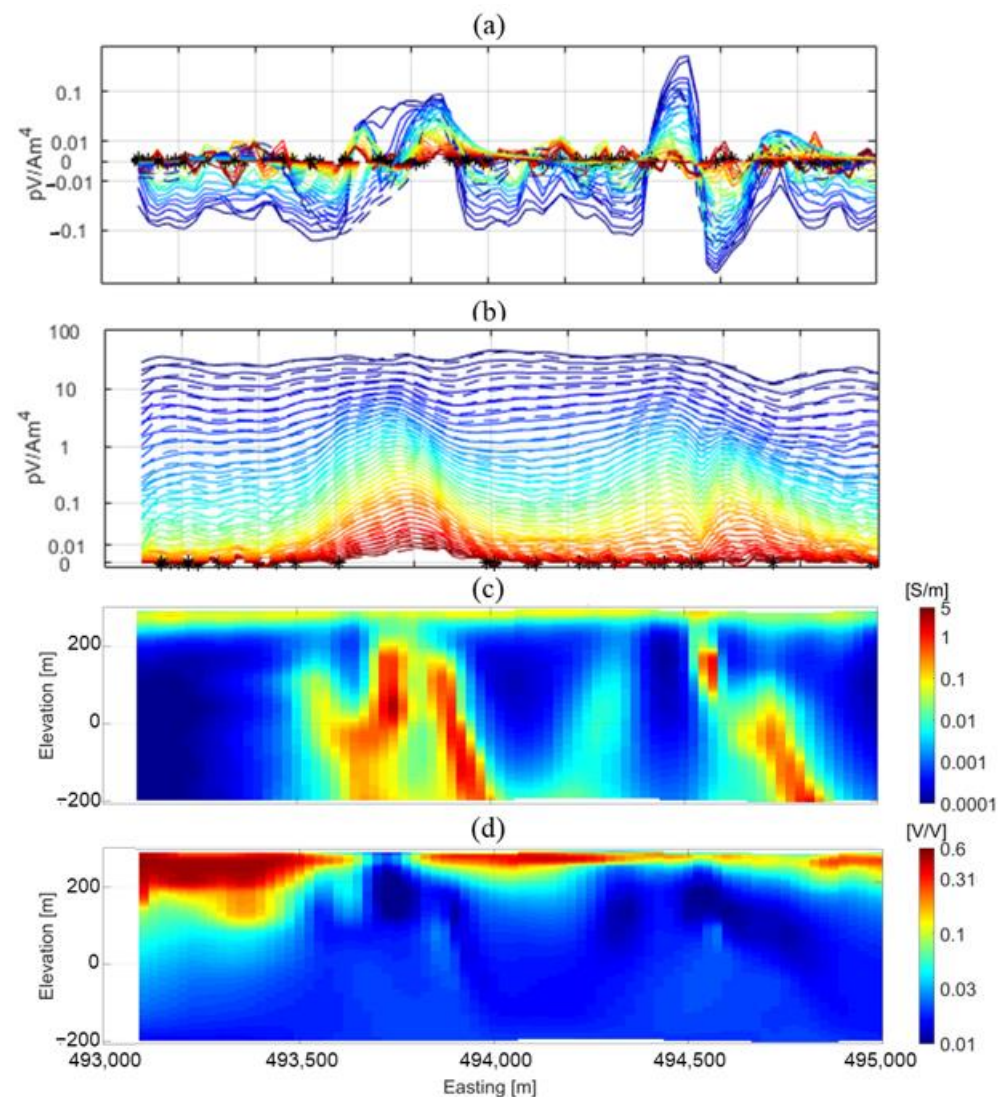 (a)
0.1
0.01
0
−0.01
−0.1
pV/Am4
(b)
100
10
1
0.1
0.01
0
pV/Am4
(c)
[S/m]
200
0
−200
Elevation [m]
5
1
0.1
0.01
0.001
0.0001
(d)
[V/V]
200
0
−200
Elevation [m]
0.6
0.31
0.1
0.03
0.01
493,000 493,500 494,000 494,500 495,000
Easting [m]